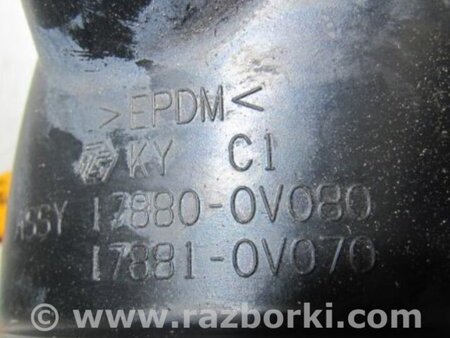 >EPDM<
KY C1
ASSY 17880-0V080
17881-0V070
© www.razborki.com